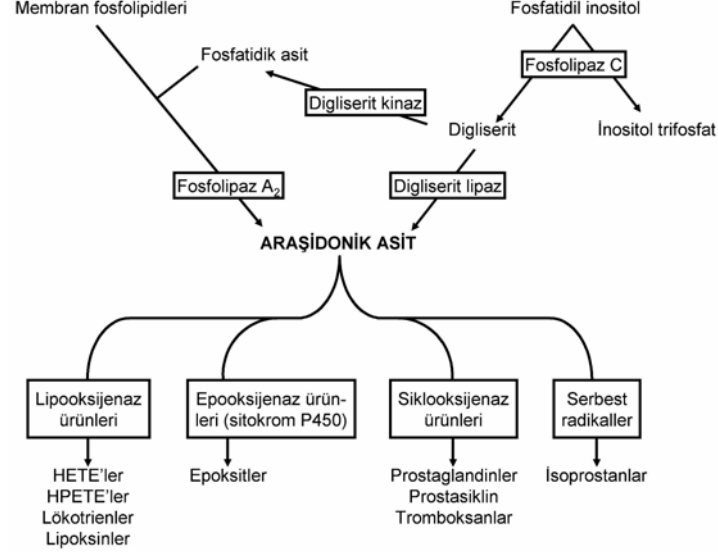 Membran fosfolipidleri
Fosfatidil inositol
Fosfatidik asit
Fosfolipaz C
Digliserit kinaz
Digliserit
İnositol trifosfat
Fosfolipaz A2
Digliserit lipaz
ARAŞİDONİK ASİT
Lipooksijenaz
ürünleri
Epooksijenaz ürün-
leri (sitokrom P450)
Siklooksijenaz
ürünleri
Serbest
radikaller
HETE'ler
HPETE'ler
Lökotrienler
Lipoksinler
Epoksitler
Prostaglandinler
Prostasiklin
Tromboksanlar
İsoprostanlar